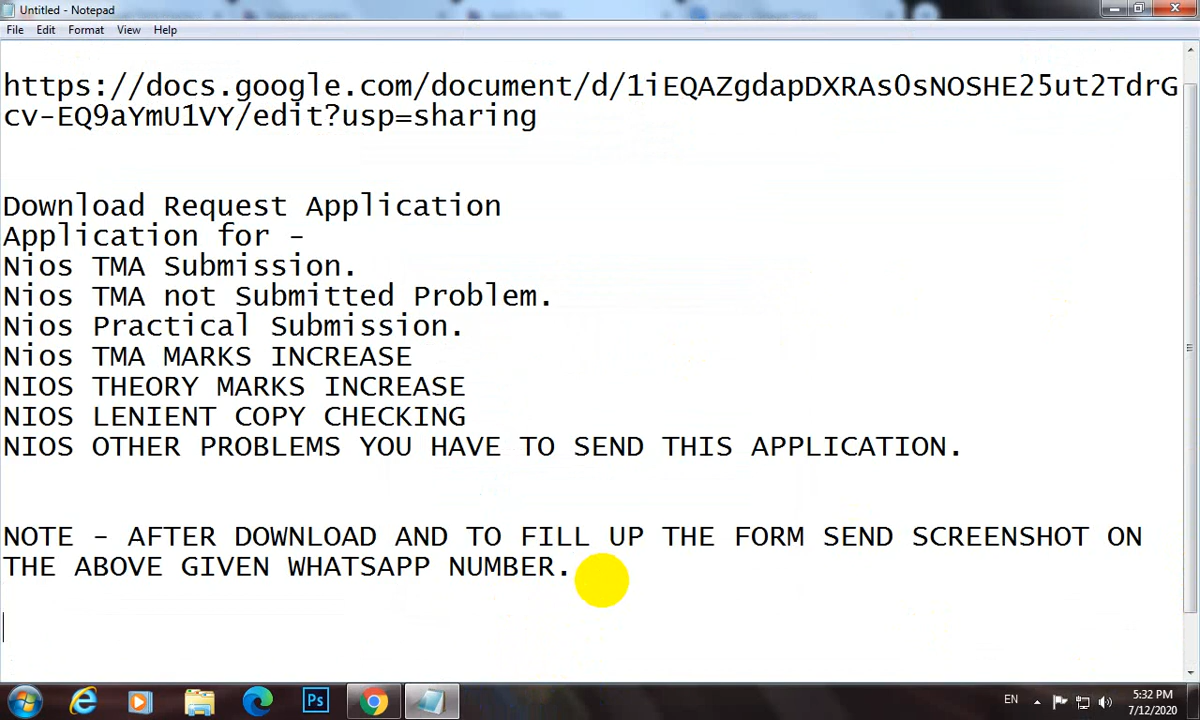 Untitled - Notepad
File Edit Format View Help
https://docs.google.com/document/d/1iEQAZgdapDXRAs0sNOSHE25ut2TdrG
cv-EQ9aYmU1VY/edit?usp=sharing
Download Request Application
Application for -
Nios TMA Submission.
Nios TMA not Submitted Problem.
Nios Practical Submission.
Nios TMA MARKS INCREASE
NIOS THEORY MARKS INCREASE
NIOS LENIENT COPY CHECKING
NIOS OTHER PROBLEMS YOU HAVE TO SEND THIS APPLICATION.
NOTE - AFTER DOWNLOAD AND TO FILL UP THE FORM SEND SCREENSHOT ON
THE ABOVE GIVEN WHATSAPP NUMBER.
Ps
EN
5:32 PM
7/12/2020